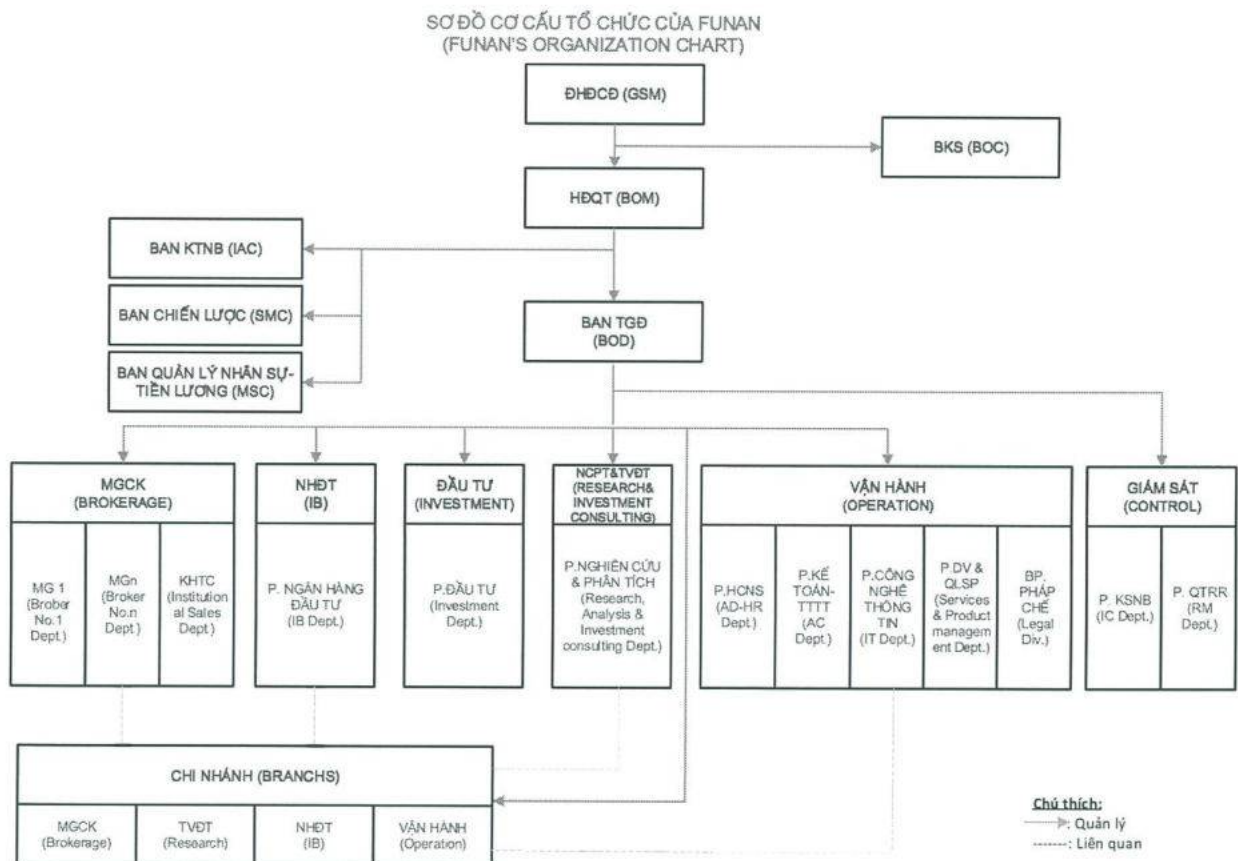 SƠ ĐỒ CƠ CẤU TỔ CHỨC CỦA FUNAN
(FUNAN'S ORGANIZATION CHART)
ĐHĐCĐ (GSM)
BKS (BOC)
HĐQT (BOM)
BAN KTNB (IAC)
BAN CHIẾN LƯỢC (SMC)
BAN TGĐ
(BOD)
BAN QUẢN LÝ NHÂN SỰ-
TIỀN LƯƠNG (MSC)
MGCK
(BROKERAGE)
MG 1
(Brober
No.1
Dept.)
MGn
(Broker
No.n
Dept.)
KHTC
(Institution
al Sales
Dept.)
NHĐT
(IB)
P. NGÂN HÀNG
ĐẦU TƯ
(IB Dept.)
ĐẦU TƯ
(INVESTMENT)
P.ĐẦU TƯ
(Investment
Dept.)
NCPT&TVĐT
(RESEARCH&
INVESTMENT
CONSULTING)
P.NGHIÊN CỨU
& PHÂN TÍCH
(Research,
Analysis &
Investment
consulting Dept.)
VẬN HÀNH
(OPERATION)
P.HCNS
(AD-HR
Dept.)
P.KẾ
TOÁN-
TTTT
(AC
Dept.)
P.CÔNG
NGHỆ
THÔNG
TIN
(IT Dept.)
P.DV &
QLSP
(Services
& Product
managem
ent Dept.)
BP.
PHÁP
CHẾ
(Legal
Div.)
GIÁM SÁT
(CONTROL)
P. KSNB
(IC Dept.)
P. QTRR
(RM
Dept.)
CHI NHÁNH (BRANCHS)
MGCK
(Brokerage)
TVĐT
(Research)
NHĐT
(IB)
VẬN HÀNH
(Operation)
Chú thích:
: Quản lý
: Liên quan